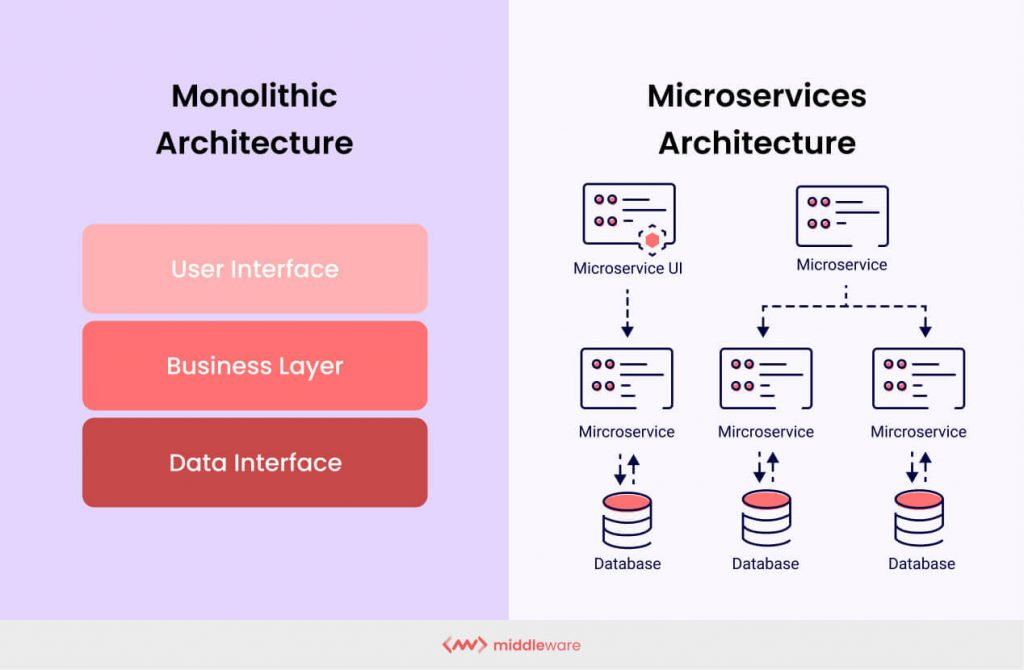 Monolithic
Architecture
User Interface
Business Layer
Data Interface
Microservices
Architecture
Microservice UI
Microservice
Mircroservice
Mircroservice
Mircroservice
Database
Database
Database
middleware